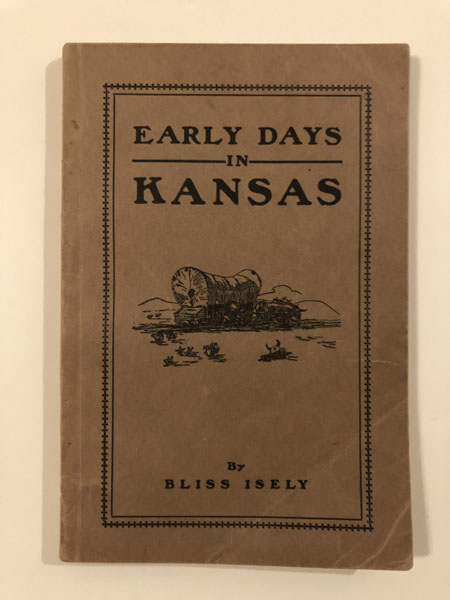 EARLY DAYS
IN
KANSAS
By
BLISS ISELY